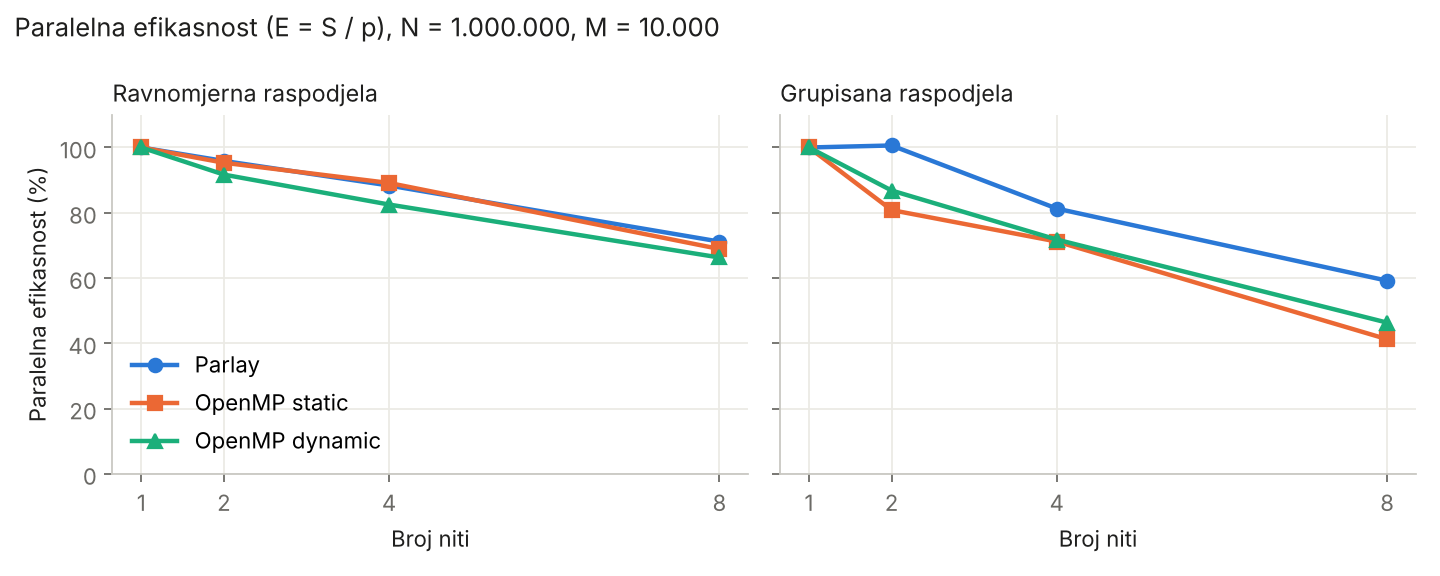 Paralelna efikasnost (E = S / p), N = 1.000.000, M = 10.000
Ravnomjerna raspodjela
Paralelna efikasnost (%)
100
80
60
40
20
0
Parlay
OpenMP static
OpenMP dynamic
1 2 4 8
Broj niti
Grupisana raspodjela
1 2 4 8
Broj niti